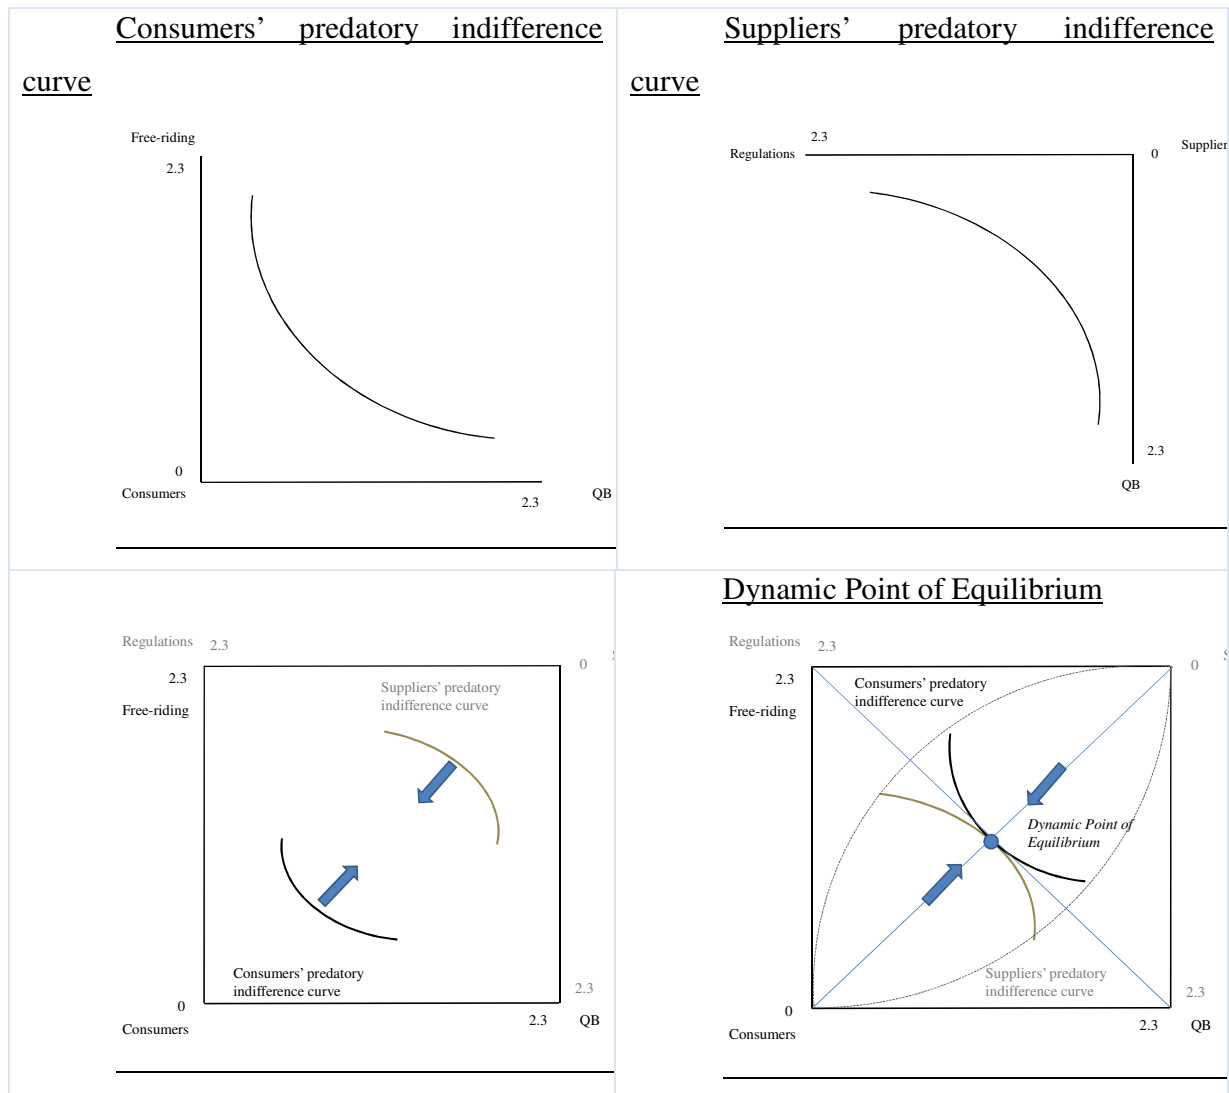 Consumers’ predatory indifference
curve
Free-riding
2.3
0
Consumers
2.3
QB
Suppliers’ predatory indifference
curve
2.3
Regulations
0
Supplier
2.3
QB
Regulations
2.3
0
2.3
Free-riding
Suppliers’ predatory
indifference curve
Consumers’ predatory
indifference curve
2.3
0
2.3
QB
Consumers
Dynamic Point of Equilibrium
Regulations
2.3
0
2.3
Free-riding
Consumers’ predatory
indifference curve
Dynamic Point of
Equilibrium
Suppliers’ predatory
indifference curve
2.3
0
2.3
QB
Consumers